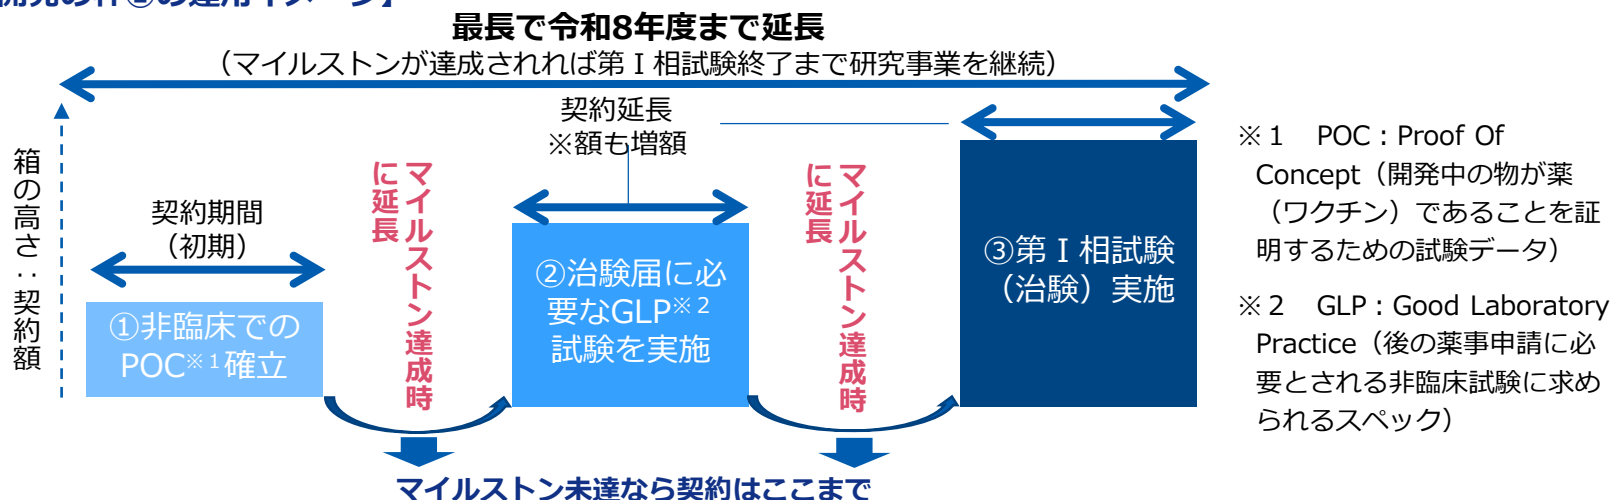 最長で令和8年度まで延長
（マイルストンが達成されれば第Ⅰ相試験終了まで研究事業を継続）
箱の高さ：契約額
契約期間
（初期）
①非臨床での
POC※１確立
マイルストン達成時
に延長
契約延長
※額も増額
②治験届に必
要なGLP※２
試験を実施
マイルストン達成時
に延長
③第Ⅰ相試験
（治験）実施
マイルストン未達なら契約はここまで
※１　POC：Proof Of
Concept（開発中の物が薬
（ワクチン）であることを証
明するための試験データ）
※２　GLP：Good Laboratory
Practice（後の薬事申請に必
要とされる非臨床試験に求め
られるスペック）